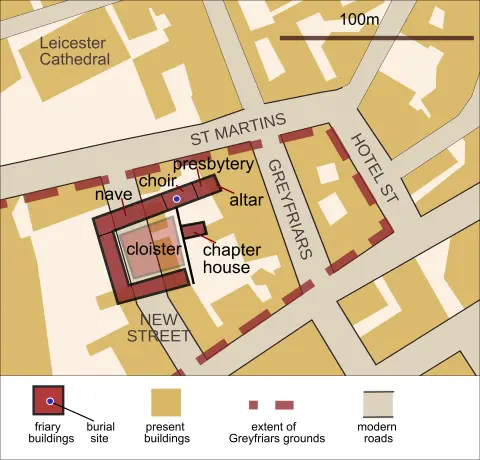 100m
Leicester
Cathedral
ST MARTINS
HOTEL ST
presbytery
choir
nave
altar
GREYFRIARS
cloister
chapter
house
NEW
STREET
friary
buildings
burial
site
present
buildings
extent of
Greyfriars grounds
modern
roads